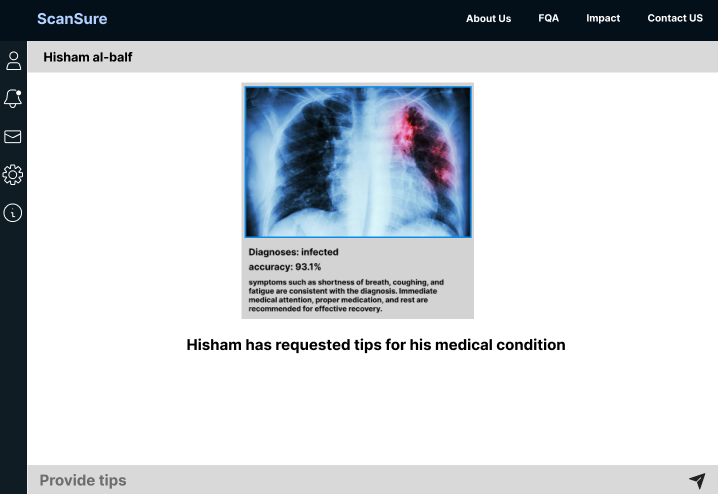 ScanSure
About Us FQA Impact Contact US
Hisham al-balf
Diagnoses: infected
accuracy: 93.1%
symptoms such as shortness of breath, coughing, and
fatigue are consistent with the diagnosis. Immediate
medical attention, proper medication, and rest are
recommended for effective recovery.
Hisham has requested tips for his medical condition
Provide tips